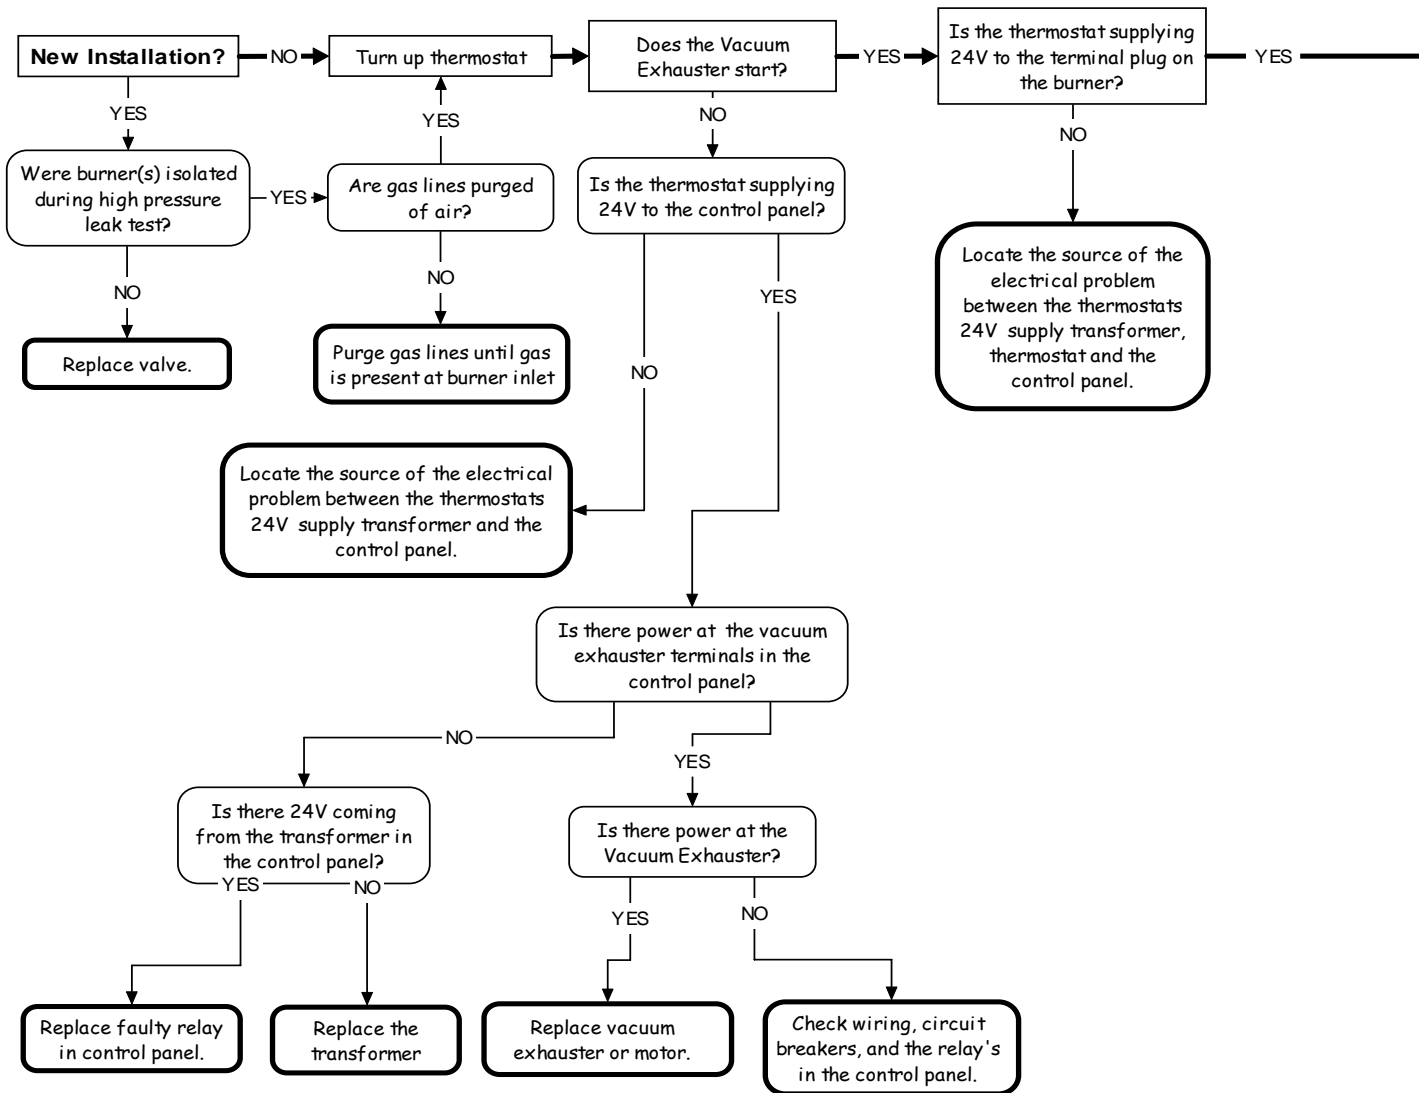 New Installation?
NO
Turn up thermostat
Does the Vacuum
Exhauster start?
YES
Is the thermostat supplying
24V to the terminal plug on
the burner?
YES
YES
YES
NO
NO
Were burner(s) isolated
during high pressure
leak test?
YES
Are gas lines purged
of air?
Is the thermostat supplying
24V to the control panel?
NO
NO
YES
NO
Locate the source of the
electrical problem
between the thermostats
24V supply transformer,
thermostat and the
control panel.
Replace valve.
Purge gas lines until gas
is present at burner inlet
Locate the source of the electrical
problem between the thermostats
24V supply transformer and the
control panel.
Is there power at the vacuum
exhauster terminals in the
control panel?
NO
YES
Is there 24V coming
from the transformer in
the control panel?
YES
NO
Is there power at the
Vacuum Exhauster?
YES
NO
Replace faulty relay
in control panel.
Replace the
transformer
Replace vacuum
exhauster or motor.
Check wiring, circuit
breakers, and the relay's
in the control panel.